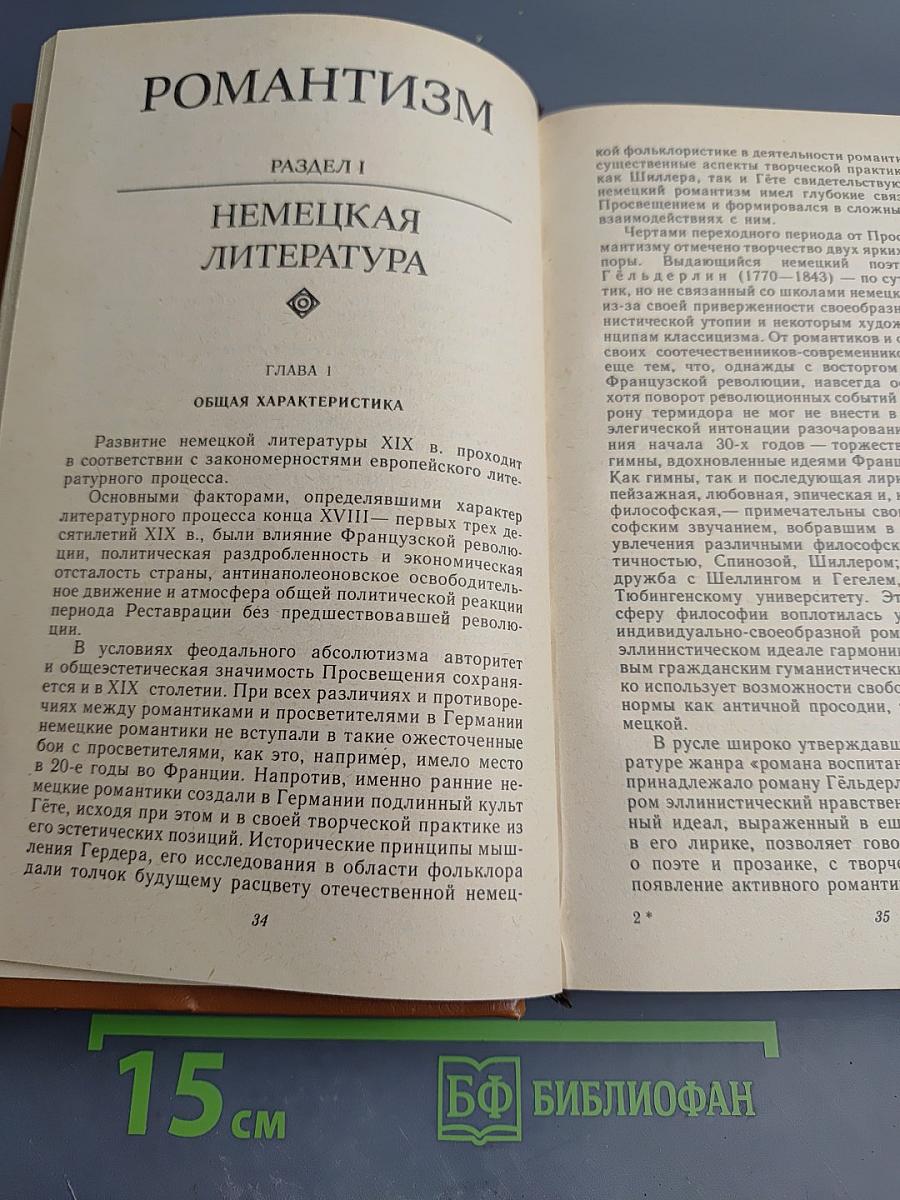 РОМАНТИЗМ
РАЗДЕЛ I
НЕМЕЦКАЯ
ЛИТЕРАТУРА
ГЛАВА 1
ОБЩАЯ ХАРАКТЕРИСТИКА
Развитие немецкой литературы XIX в. проходит
в соответствии с закономерностями европейского лите-
ратурного процесса.
Основными факторами, определявшими характер
литературного процесса конца XVIII— первых трех де-
сятилетий XIX в., были влияние Французской револю-
ции, политическая раздробленность и экономическая
отсталость страны, антинаполеоновское освободитель-
ное движение и атмосфера общей политической реакции
периода Реставрации без предшествовавшей револю-
ции.
В условиях феодального абсолютизма авторитет
и общеэстетическая значимость Просвещения сохраня-
ется и в XIX столетии. При всех различиях и противоре-
чиях между романтиками и просветителями в Германии
немецкие романтики не вступали в такие ожесточенные
бои с просветителями, как это, например, имело место
в 20-е годы во Франции. Напротив, именно ранние не-
мецкие романтики создали в Германии подлинный культ
Гёте, исходя при этом и в своей творческой практике из
его эстетических позиций. Исторические принципы мыш-
ления Гердера, его исследования в области фольклора
дали толчок будущему расцвету отечественной немец-
34
кой фольклористике в деятельности романти
существенные аспекты творческой практик
как Шиллера, так и Гёте свидетельствую
немецкий романтизм имел глубокие связ
Просвещением и формировался в сложны
взаимодействиях с ним.
Чертами переходного периода от Прос
мантизму отмечено творчество двух ярких
поры. Выдающийся немецкий поэт
Гёльдерлин (1770—1843) — по сут
тик, но не связанный со школами немецк
из-за своей приверженности своеобразн
нистической утопии и некоторым худож
нципам классицизма. От романтиков и о
своих соотечественников-современнико
еще тем, что, однажды с восторгом
Французской революции, навсегда ос
хотя поворот революционных событий
рону термидора не мог не внести в
элегической интонации разочарован
ния начала 30-х годов — торжеств
гимны, вдохновленные идеями Франц
Как гимны, так и последующая лири
пейзажная, любовная, эпическая и, н
философская,— примечательны сво
софским звучанием, вобравшим в
увлечения различными философск
тичностью, Спинозой, Шиллером;
дружба с Шеллингом и Гегелем,
Тюбингенскому университету. Эт
сферу философии воплотилась у
индивидуально-своеобразной ром
эллинистическом идеале гармони
вым гражданским гуманистически
ко использует возможности свобо
нормы как античной просодии, т
мецкой.
В русле широко утверждавш
ратуре жанра «романа воспитан
принадлежало роману Гёльдерл
ром эллинистический нравствен
ный идеал, выраженный в ещ
в его лирике, позволяет гово
о поэте и прозаике, с творче
появление активного романти
2 *
35
15 см
БФ БИБЛИОФАН